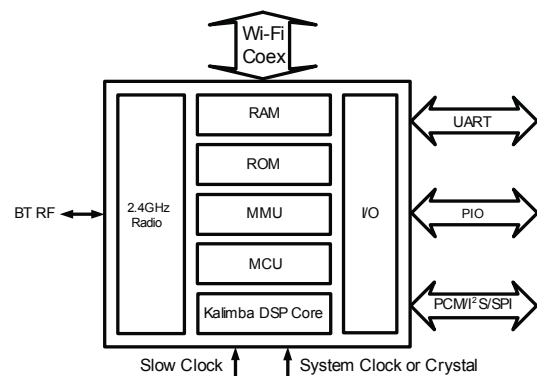 Wi-Fi
Coex
RAM
ROM
MMU
MCU
Kalimba DSP Core
2.4GHz
Radio
I/O
BT RF
UART
PIO
PCM/I²S/SPI
Slow Clock
System Clock or Crystal